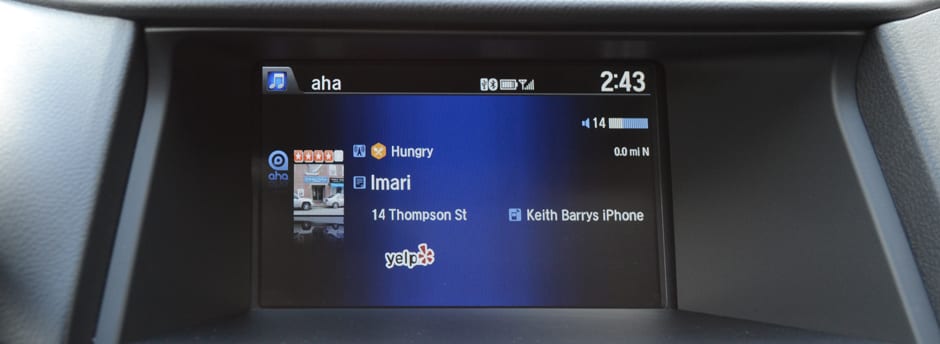 aha
2:43
14
Hungry
0.0 mi N
aha
Imari
14 Thompson St
Keith Barrys iPhone
yelp